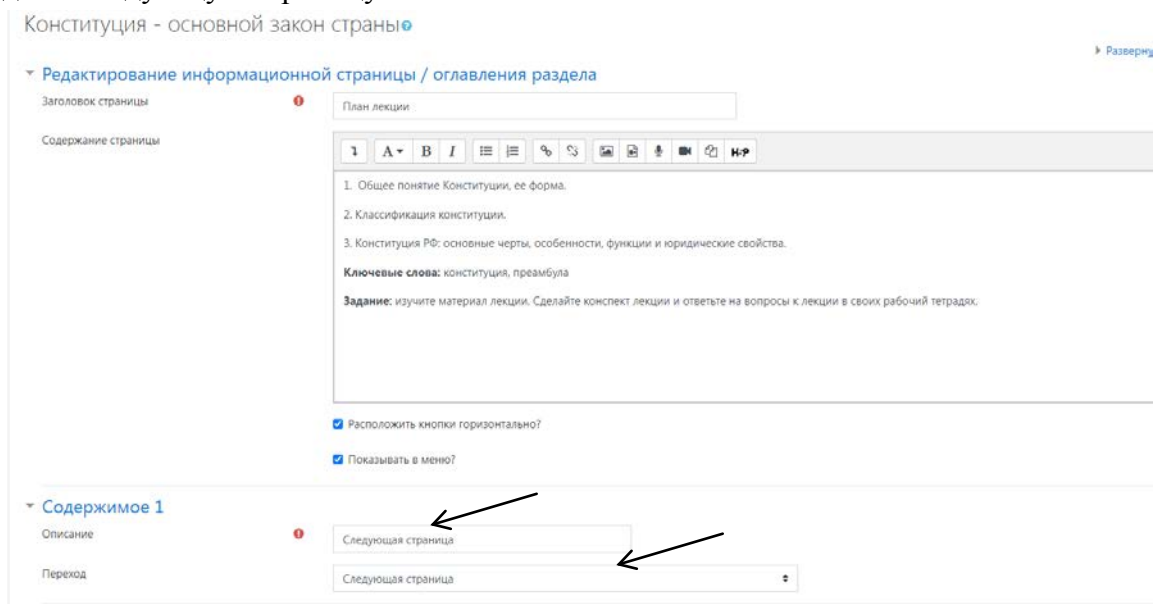 Конституция - основной закон страны
Разверну
Редактирование информационной страницы / оглавления раздела
Заголовок страницы
План лекции
Содержание страницы
A B I H-P
1. Общее понятие Конституции, ее форма.
2. Классификация конституции.
3. Конституция РФ: основные черты, особенности, функции и юридические свойства.
Ключевые слова: конституция, преамбула
Задание: изучите материал лекции. Сделайте конспект лекции и ответьте на вопросы к лекции в своих рабочий тетрадях.
Расположить кнопки горизонтально?
Показывать в меню?
Содержимое 1
Описание
Следующая страница
Переход
Следующая страница